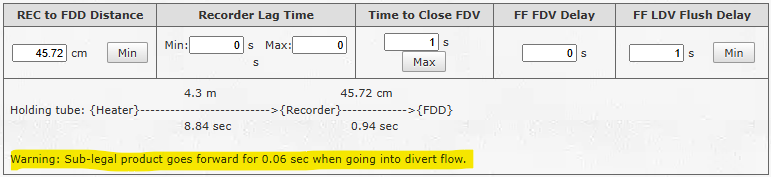 REC to FDD Distance Recorder Lag Time Time to Close FDV FF FDV Delay FF LDV Flush Delay
45.72 cm Min Min: 0 s Max: 0 s 1 s Max 0 s 1 s Min
4.3 m 45.72 cm
Holding tube: {Heater}-------------------------->{Recorder}------------->{FDD}
8.84 sec 0.94 sec
Warning: Sub-legal product goes forward for 0.06 sec when going into divert flow.